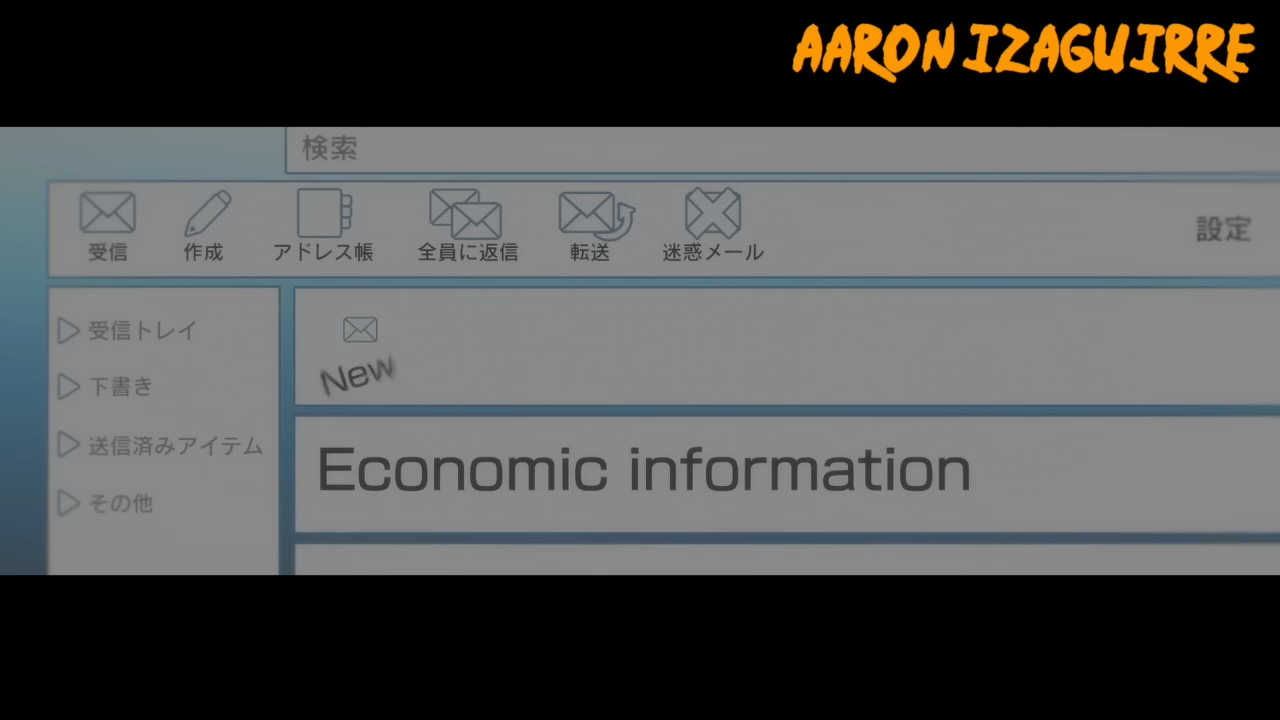 AARON IZAGUIRRE
検索
受信 作成 アドレス帳 全員に返信 転送 迷惑メール 設定
受信トレイ
下書き
送信済みアイテム
その他
New
Economic information